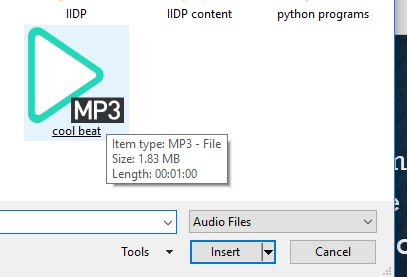 IIDP
IIDP content
python programs
MP3
cool beat
Item type: MP3 - File
Size: 1.83 MB
Length: 00:01:00
Audio Files
Tools
Insert
Cancel